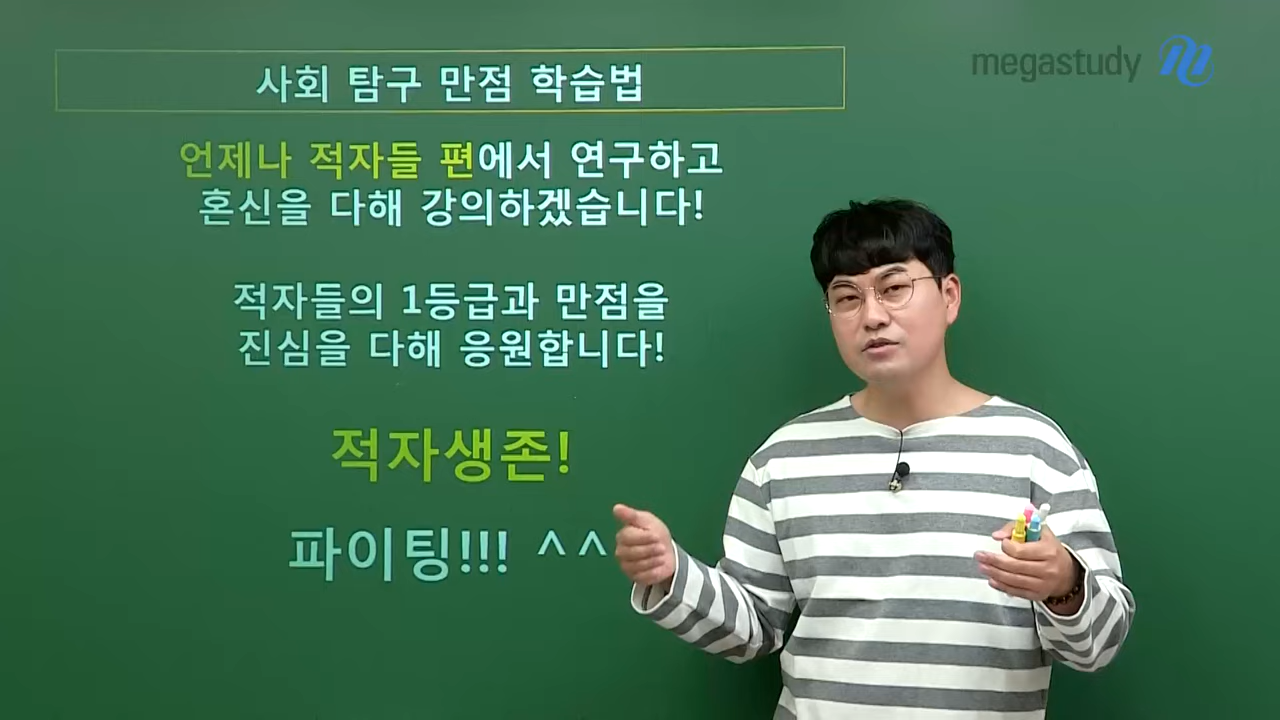 사회 탐구 만점 학습법
megastudy
언제나 적자들 편에서 연구하고
혼신을 다해 강의하겠습니다!
적자들의 1등급과 만점을
진심을 다해 응원합니다!
적자생존!
파이팅!!! ^^